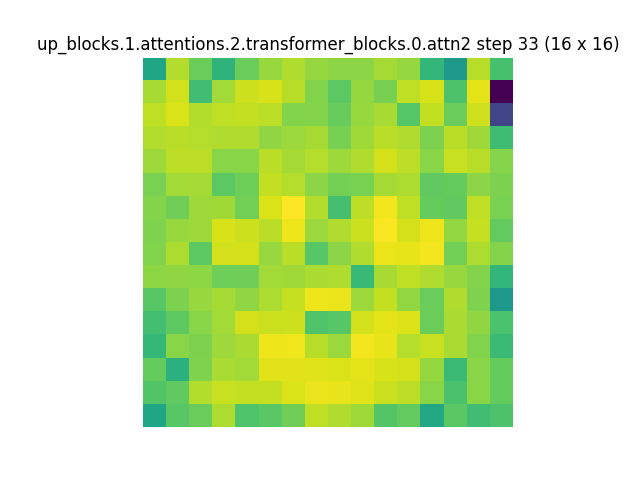 up_blocks.1.attentions.2.transformer_blocks.0.attn2 step 33 (16 x 16)